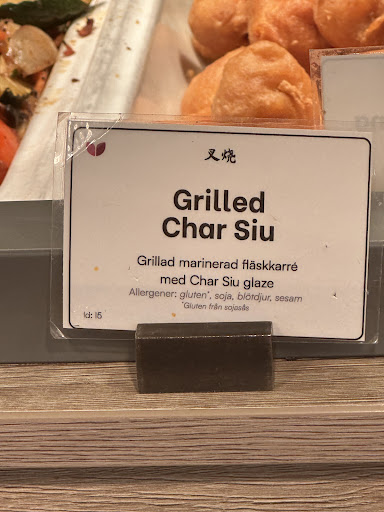 叉烧
Grilled
Char Siu
Grillad marinerad fläskkarré
med Char Siu glaze
Allergener: gluten*, soja, blötdjur, sesam
*Gluten från sojasås
Id: 15